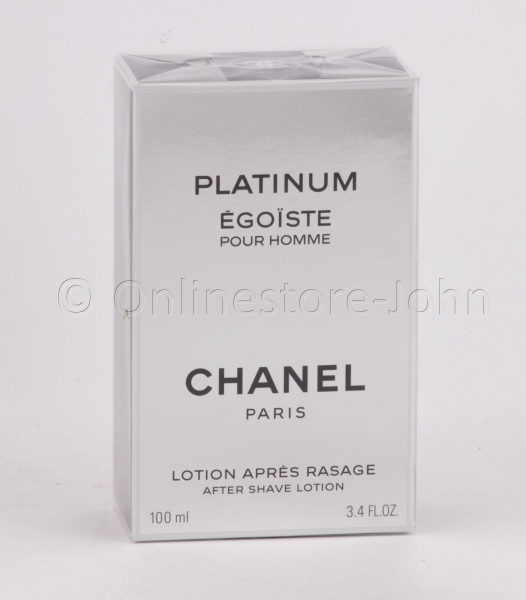 PLATINUM
ÉGOÏSTE
POUR HOMME
© Onlinestore-John
CHANEL
PARIS
LOTION APRÈS RASAGE
AFTER SHAVE LOTION
100 ml 3.4 FL.OZ.